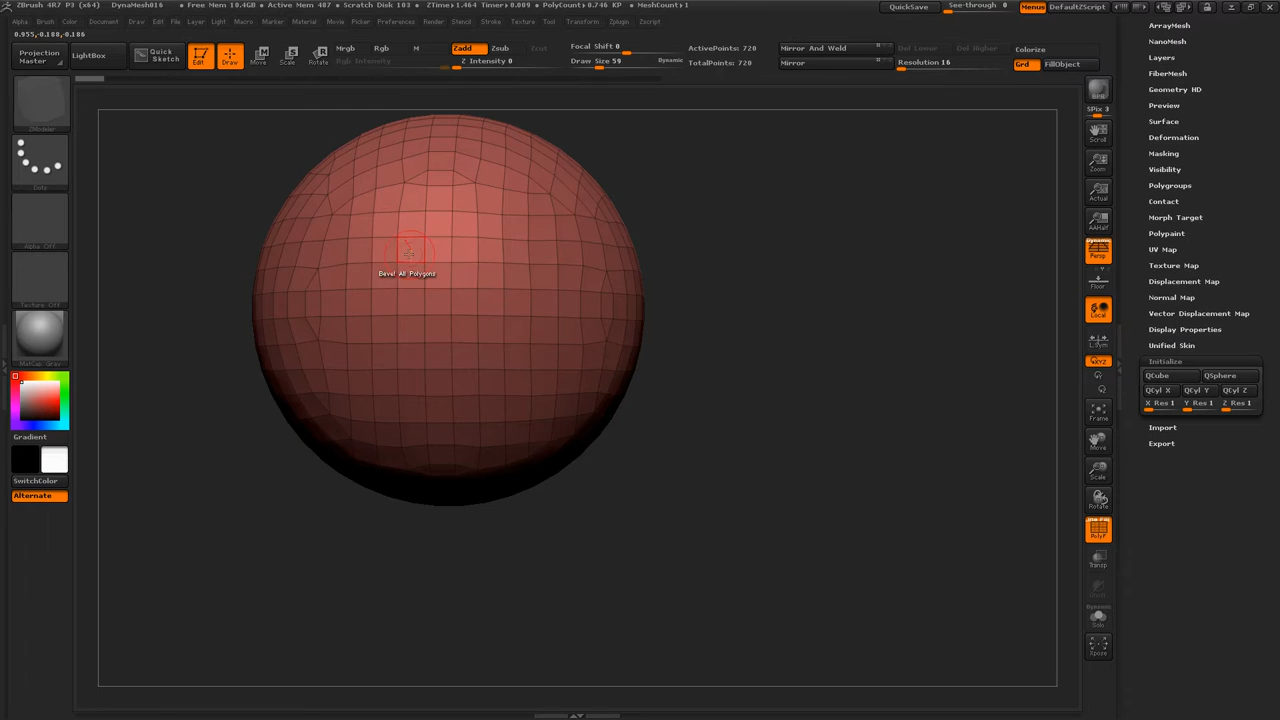 ZBrush 4R7 P3 (x64) DynaMesh016 • Free Mem 10.4GB • Active Mem 487 • Scratch Disk 103 • ZTime▸1.464 Timer▸0.009 • PolyCount▸0.746 KP • MeshCount▸1 QuickSave See-through 0 Menus DefaultZScript
Alpha Brush Color Document Draw Edit File Layer Light Macro Marker Material Movie Picker Preferences Render Stencil Stroke Texture Tool Transform Zplugin Zscript
0.955,-0.188,-0.186
Projection Master
LightBox
Quick Sketch
Edit
Draw
Move
Scale
Rotate
Mrgb Rgb M
Rgb Intensity
Zadd Zsub Zcut
Z Intensity 0
Focal Shift 0
Draw Size 59 Dynamic
ActivePoints: 720
TotalPoints: 720
Mirror And Weld
Mirror
Del Lower Del Higher
Resolution 16
Colorize
Grd FillObject
ZModeler
Dots
Alpha Off
Texture Off
MatCap Gray
Gradient
SwitchColor
Alternate
Bevel All Polygons
BPR
SPix 3
Scroll
Zoom
Actual
AAHalf
Dynamic
Persp
Floor
Local
L.Sym
XYZ
Frame
Move
Scale
Rotate
Line Fill
PolyF
Transp
Ghost
Dynamic
Solo
Xpose
ArrayMesh
NanoMesh
Layers
FiberMesh
Geometry HD
Preview
Surface
Deformation
Masking
Visibility
Polygroups
Contact
Morph Target
Polypaint
UV Map
Texture Map
Displacement Map
Normal Map
Vector Displacement Map
Display Properties
Unified Skin
Initialize
QCube QSphere
QCyl X QCyl Y QCyl Z
X Res 1 Y Res 1 Z Res 1
Import
Export